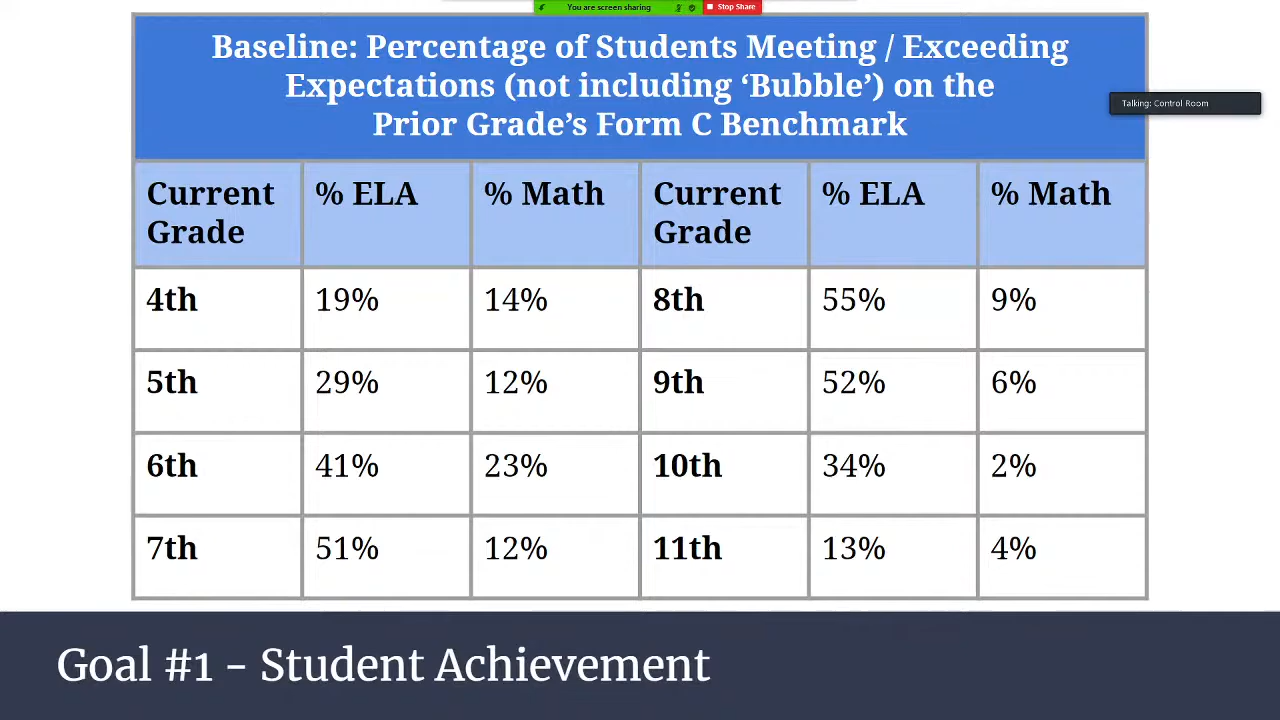 You are screen sharing
Stop Share
Baseline: Percentage of Students Meeting / Exceeding
Expectations (not including ‘Bubble’) on the
Prior Grade’s Form C Benchmark
Talking: Control Room
Current Grade % ELA % Math Current Grade % ELA % Math
4th 19% 14% 8th 55% 9%
5th 29% 12% 9th 52% 6%
6th 41% 23% 10th 34% 2%
7th 51% 12% 11th 13% 4%
Goal #1 - Student Achievement